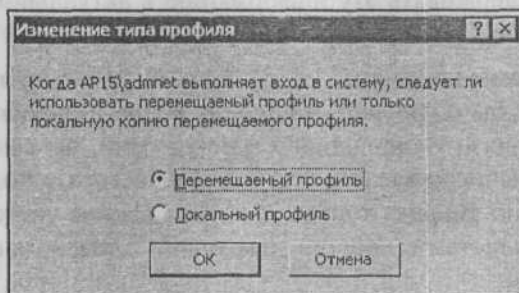 Изменение типа профиля
Когда AP15\admnet выполняет вход в систему, следует ли
использовать перемещаемый профиль или только
локальную копию перемещаемого профиля.
Перемещаемый профиль
Локальный профиль
ОК
Отмена